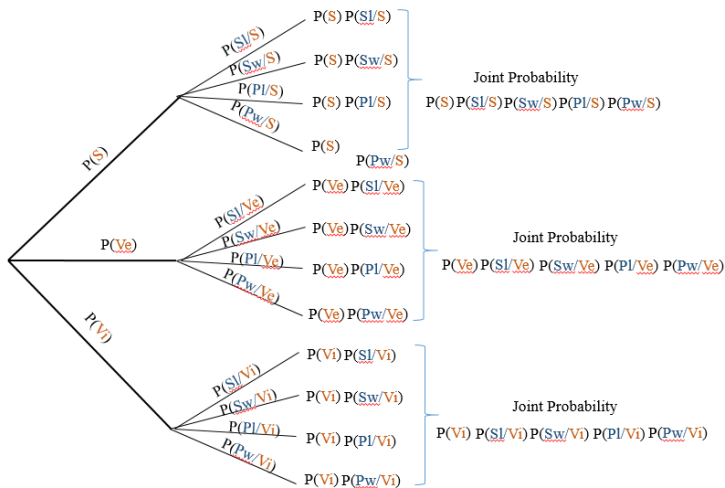 P(S) P(Sl/S)
P(Sl/S)
P(Sw/S)
P(S) P(Sw/S)
P(Pl/S)
P(S) P(Pl/S)
P(Pw/S)
P(S)
P(Pw/S)
Joint Probability
P(S) P(Sl/S) P(Sw/S) P(Pl/S) P(Pw/S)
P(S)
P(Ve) P(Sl/Ve)
P(Sl/Ve)
P(Sw/Ve)
P(Ve) P(Sw/Ve)
P(Ve)
P(Pl/Ve)
P(Ve) P(Pl/Ve)
P(Pw/Ve)
P(Ve) P(Pw/Ve)
Joint Probability
P(Ve) P(Sl/Ve) P(Sw/Ve) P(Pl/Ve) P(Pw/Ve)
P(Vi)
P(Vi) P(Sl/Vi)
P(Sl/Vi)
P(Sw/Vi)
P(Vi) P(Sw/Vi)
P(Pl/Vi)
P(Vi) P(Pl/Vi)
P(Pw/Vi)
P(Vi) P(Pw/Vi)
Joint Probability
P(Vi) P(Sl/Vi) P(Sw/Vi) P(Pl/Vi) P(Pw/Vi)